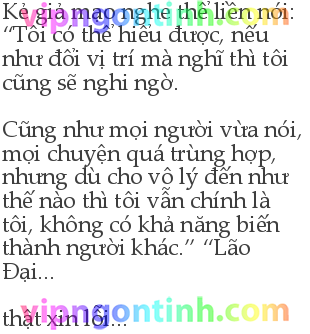 Kẻ giả mạo nghe thế liền nói:
vipngontinh.com
“Tôi có thể hiểu được, nếu
như đổi vị trí mà nghĩ thì tôi
cũng sẽ nghi ngờ.
Cũng như mọi người vừa nói,
mọi chuyện quá trùng hợp,
nhưng dù cho vô lý đến như
thế nào thì tôi vẫn chính là
tôi, không có khả năng biến
thành người khác.” “Lão
Đại...
vipngontinh.com
thật xin lỗi...